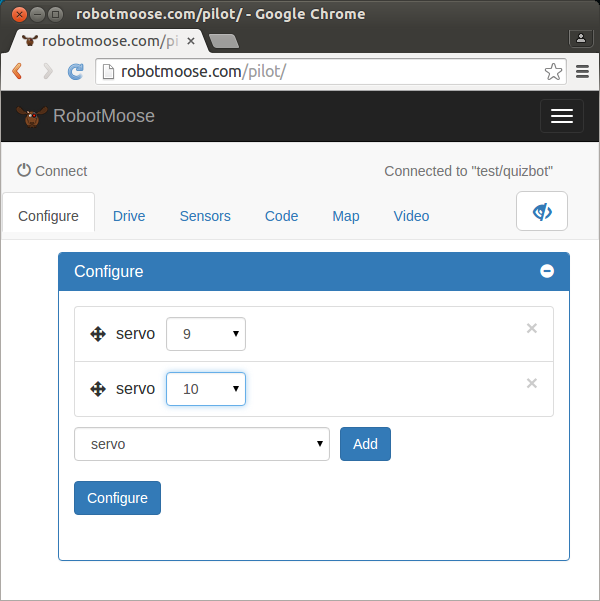 robotmoose.com/pilot/ - Google Chrome
robotmoose.com/pi
robotmoose.com/pilot/
RobotMoose
Connect Connected to "test/quizbot"
Configure Drive Sensors Code Map Video
Configure
servo 9
servo 10
servo Add
Configure